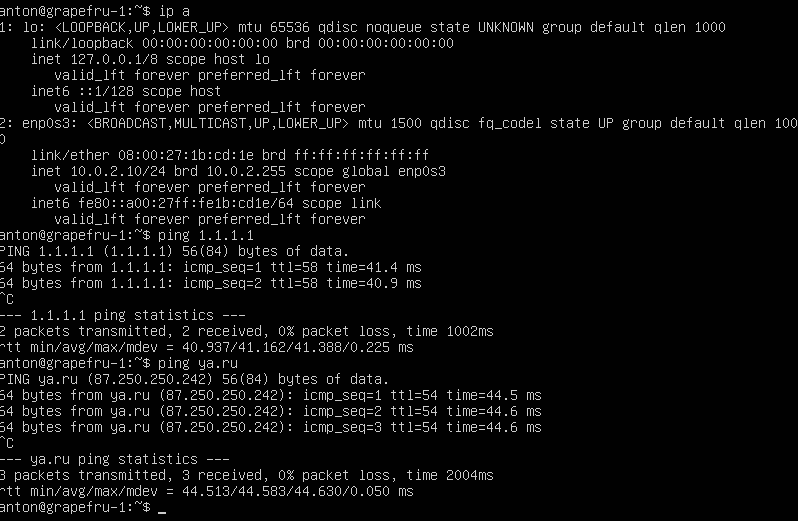 anton@grapefru-1:~$ ip a
1: lo: <LOOPBACK,UP,LOWER_UP> mtu 65536 qdisc noqueue state UNKNOWN group default qlen 1000
    link/loopback 00:00:00:00:00:00 brd 00:00:00:00:00:00
    inet 127.0.0.1/8 scope host lo
       valid_lft forever preferred_lft forever
    inet6 ::1/128 scope host
       valid_lft forever preferred_lft forever
2: enp0s3: <BROADCAST,MULTICAST,UP,LOWER_UP> mtu 1500 qdisc fq_codel state UP group default qlen 100
0
    link/ether 08:00:27:1b:cd:1e brd ff:ff:ff:ff:ff:ff
    inet 10.0.2.10/24 brd 10.0.2.255 scope global enp0s3
       valid_lft forever preferred_lft forever
    inet6 fe80::a00:27ff:fe1b:cd1e/64 scope link
       valid_lft forever preferred_lft forever
anton@grapefru-1:~$ ping 1.1.1.1
PING 1.1.1.1 (1.1.1.1) 56(84) bytes of data.
64 bytes from 1.1.1.1: icmp_seq=1 ttl=58 time=41.4 ms
64 bytes from 1.1.1.1: icmp_seq=2 ttl=58 time=40.9 ms
^C
--- 1.1.1.1 ping statistics ---
2 packets transmitted, 2 received, 0% packet loss, time 1002ms
rtt min/avg/max/mdev = 40.937/41.162/41.388/0.225 ms
anton@grapefru-1:~$ ping ya.ru
PING ya.ru (87.250.250.242) 56(84) bytes of data.
64 bytes from ya.ru (87.250.250.242): icmp_seq=1 ttl=54 time=44.5 ms
64 bytes from ya.ru (87.250.250.242): icmp_seq=2 ttl=54 time=44.6 ms
64 bytes from ya.ru (87.250.250.242): icmp_seq=3 ttl=54 time=44.6 ms
^C
--- ya.ru ping statistics ---
3 packets transmitted, 3 received, 0% packet loss, time 2004ms
rtt min/avg/max/mdev = 44.513/44.583/44.630/0.050 ms
anton@grapefru-1:~$ _